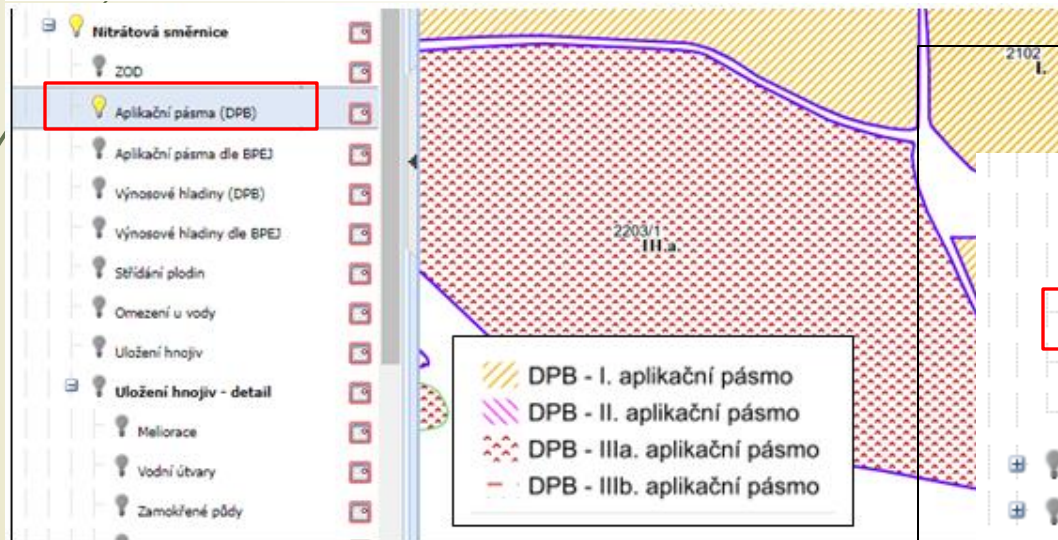 Nitrátová směrnice
ZOD
Aplikační pásma (DPB)
Aplikační pásma dle BPEJ
Výnosové hladiny (DPB)
Výnosové hladiny dle BPEJ
Střídání plodin
Omezení u vody
Uložení hnojiv
Uložení hnojiv - detail
Meliorace
Vodní útvary
Zamokřené půdy
2102
I.
2203/1
III.a.
DPB - I. aplikační pásmo
DPB - II. aplikační pásmo
DPB - IIIa. aplikační pásmo
DPB - IIIb. aplikační pásmo